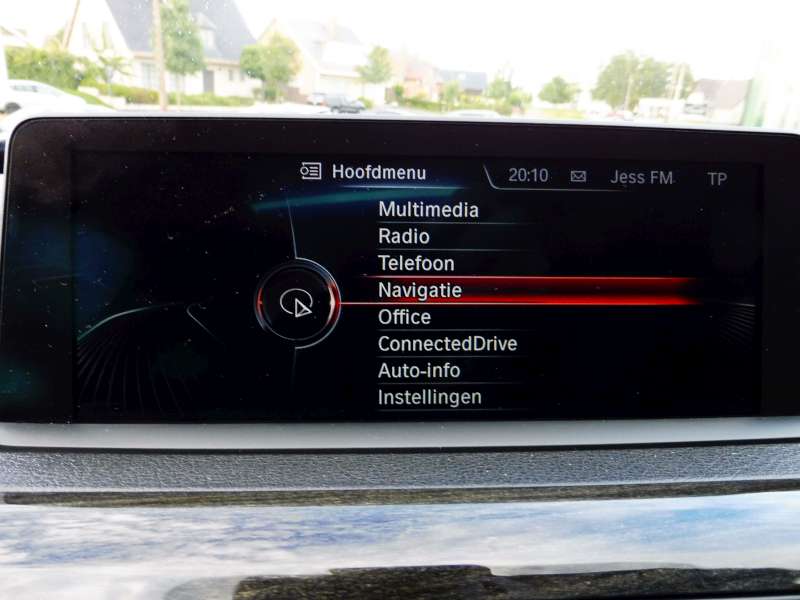 Hoofdmenu 20:10 Jess FM TP
Multimedia
Radio
Telefoon
Navigatie
Office
ConnectedDrive
Auto-info
Instellingen